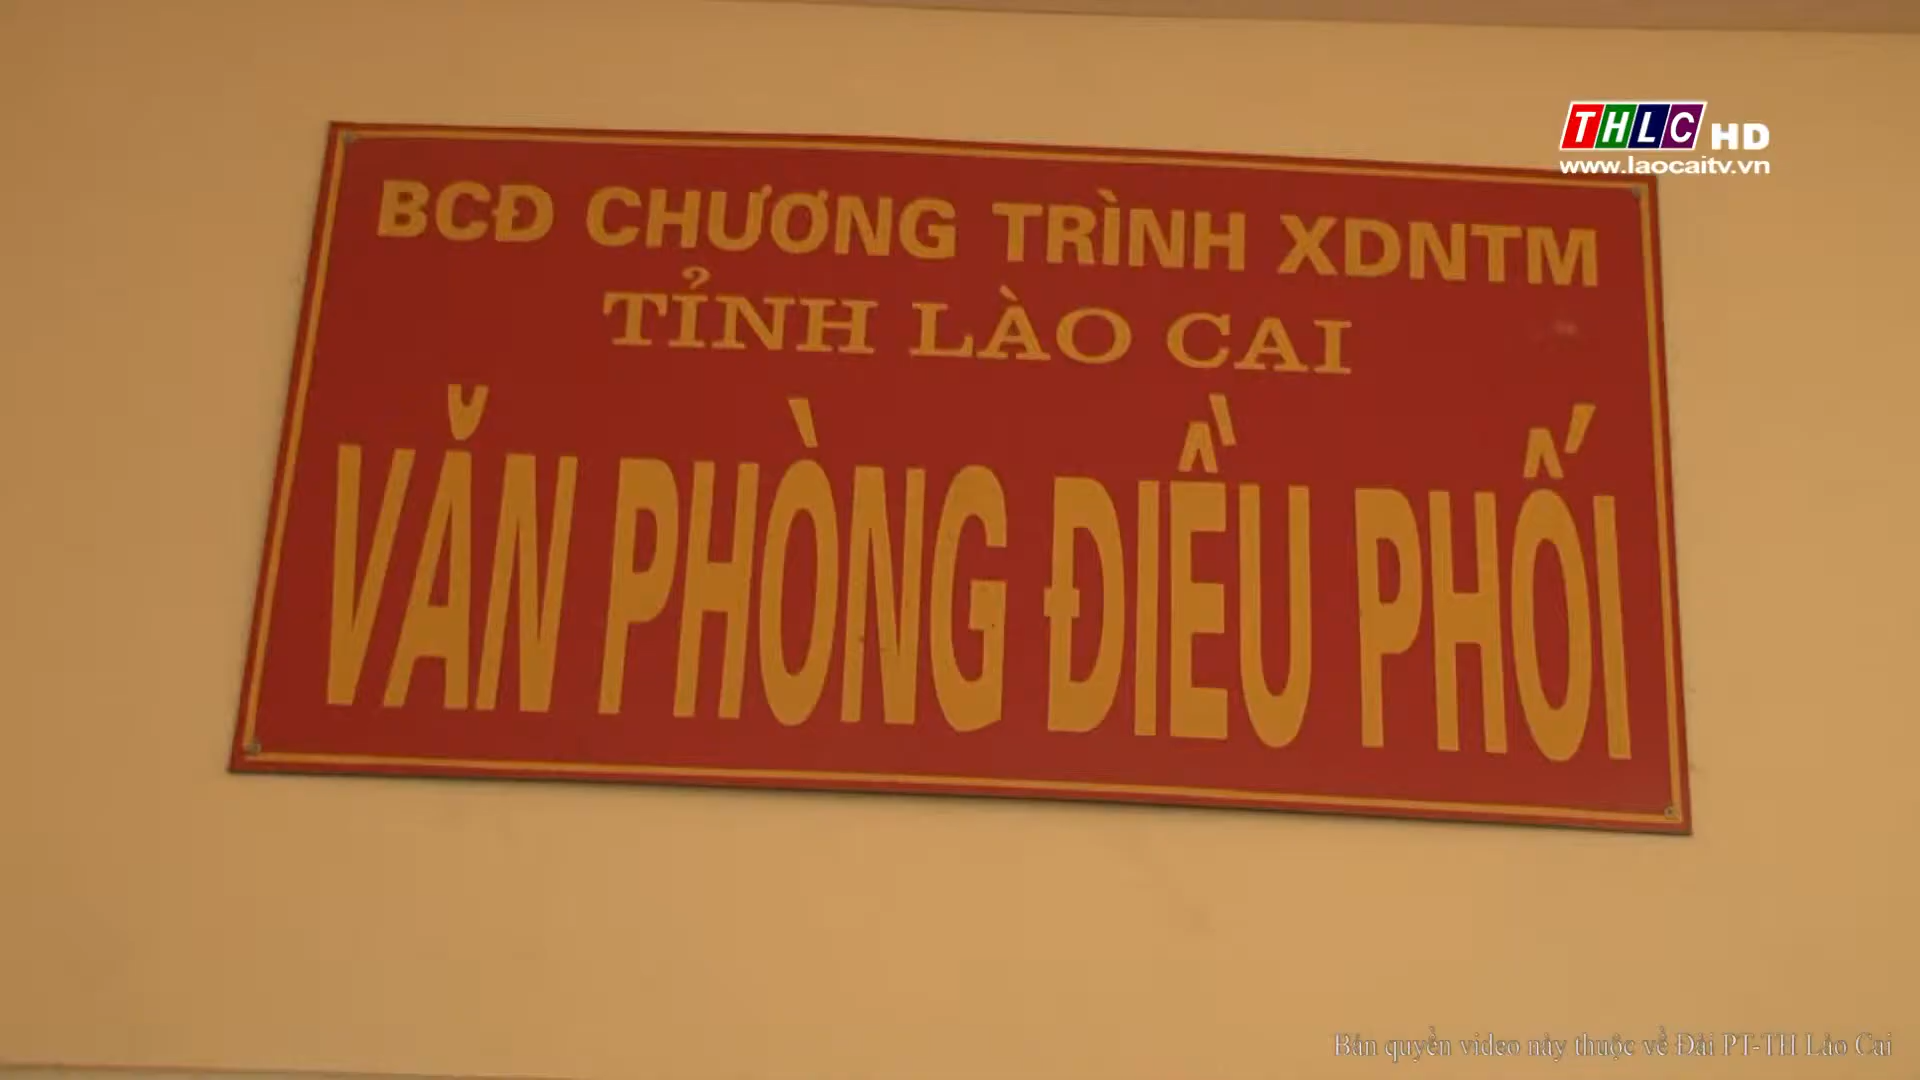 THLC HD
www.laocaitv.vn
BCĐ CHƯƠNG TRÌNH XDNTM
TỈNH LÀO CAI
VĂN PHÒNG ĐIỀU PHỐI
Bản quyền video này thuộc về Đài PT-TH Lào Cai